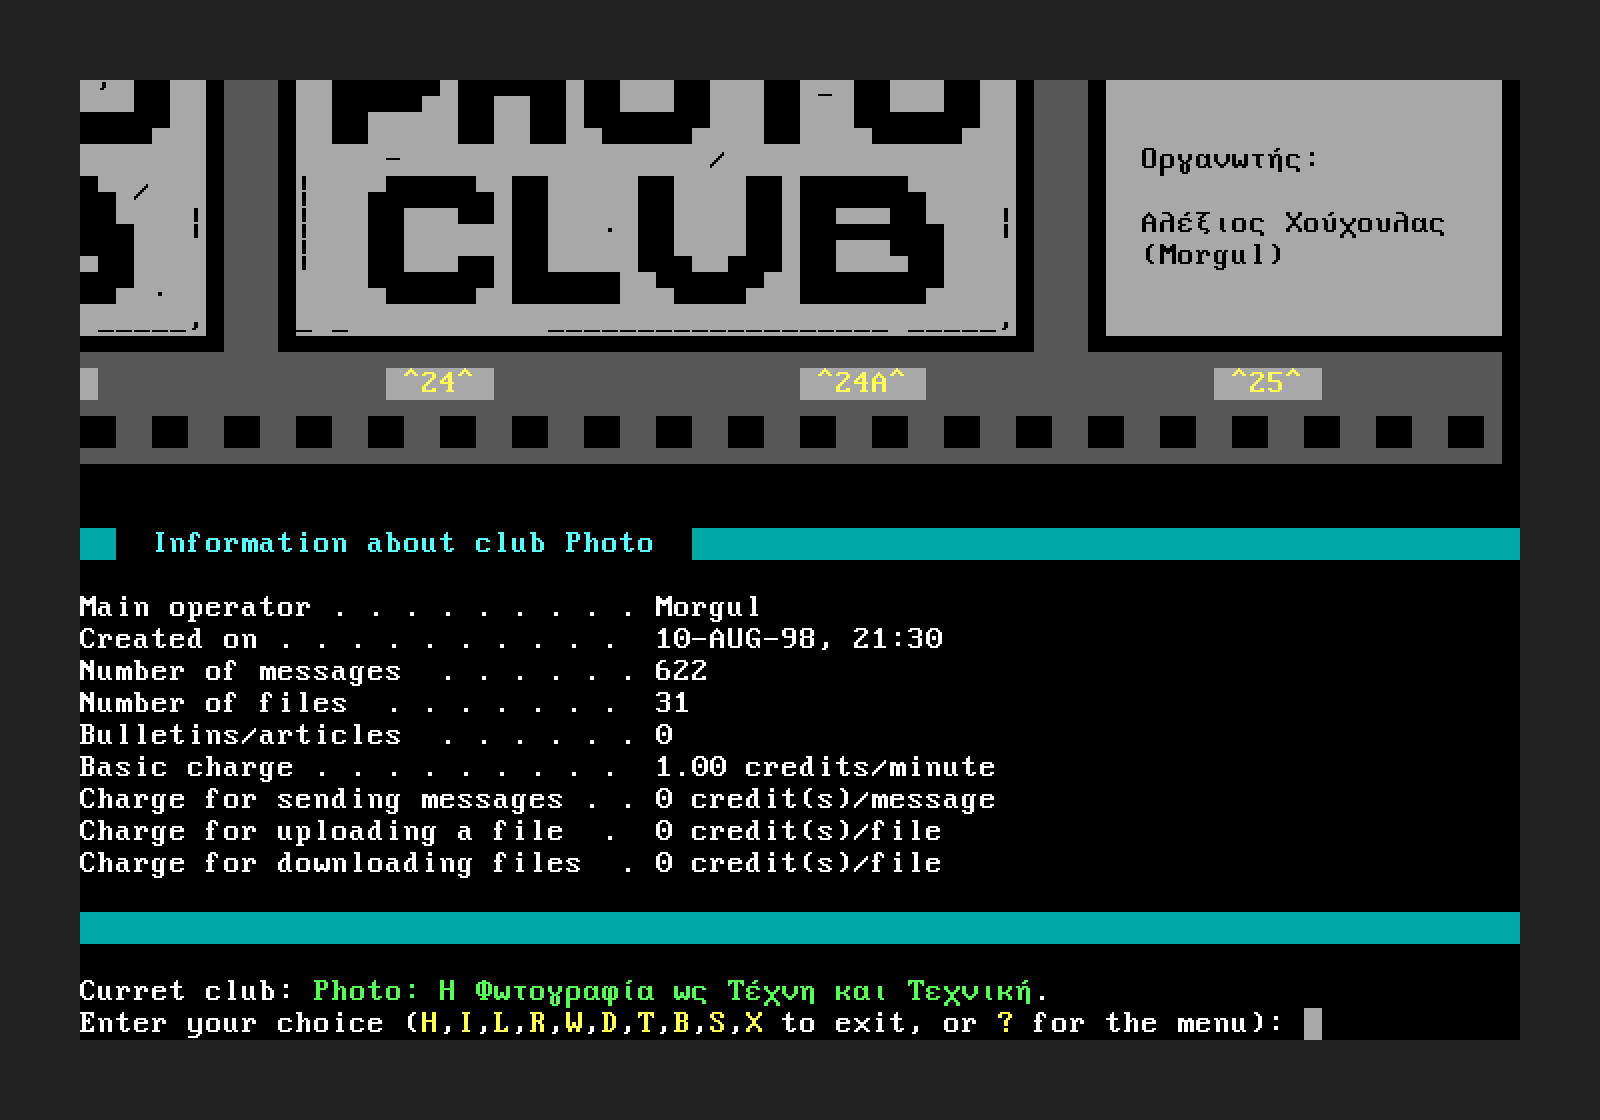 PHOTO
CLUB
Οργανωτής:
Αλέξιος Χούχουλας
(Morgul)
^24^ ^24A^ ^25^
Information about club Photo
Main operator . . . . . . . . . Morgul
Created on . . . . . . . . . . 10-AUG-98, 21:30
Number of messages . . . . . . 622
Number of files . . . . . . . 31
Bulletins/articles . . . . . . 0
Basic charge . . . . . . . . . 1.00 credits/minute
Charge for sending messages . . 0 credit(s)/message
Charge for uploading a file . 0 credit(s)/file
Charge for downloading files . 0 credit(s)/file
Curret club: Photo: Η Φωτογραφία ως Τέχνη και Τεχνική.
Enter your choice (H,I,L,R,W,D,T,B,S,X to exit, or ? for the menu):